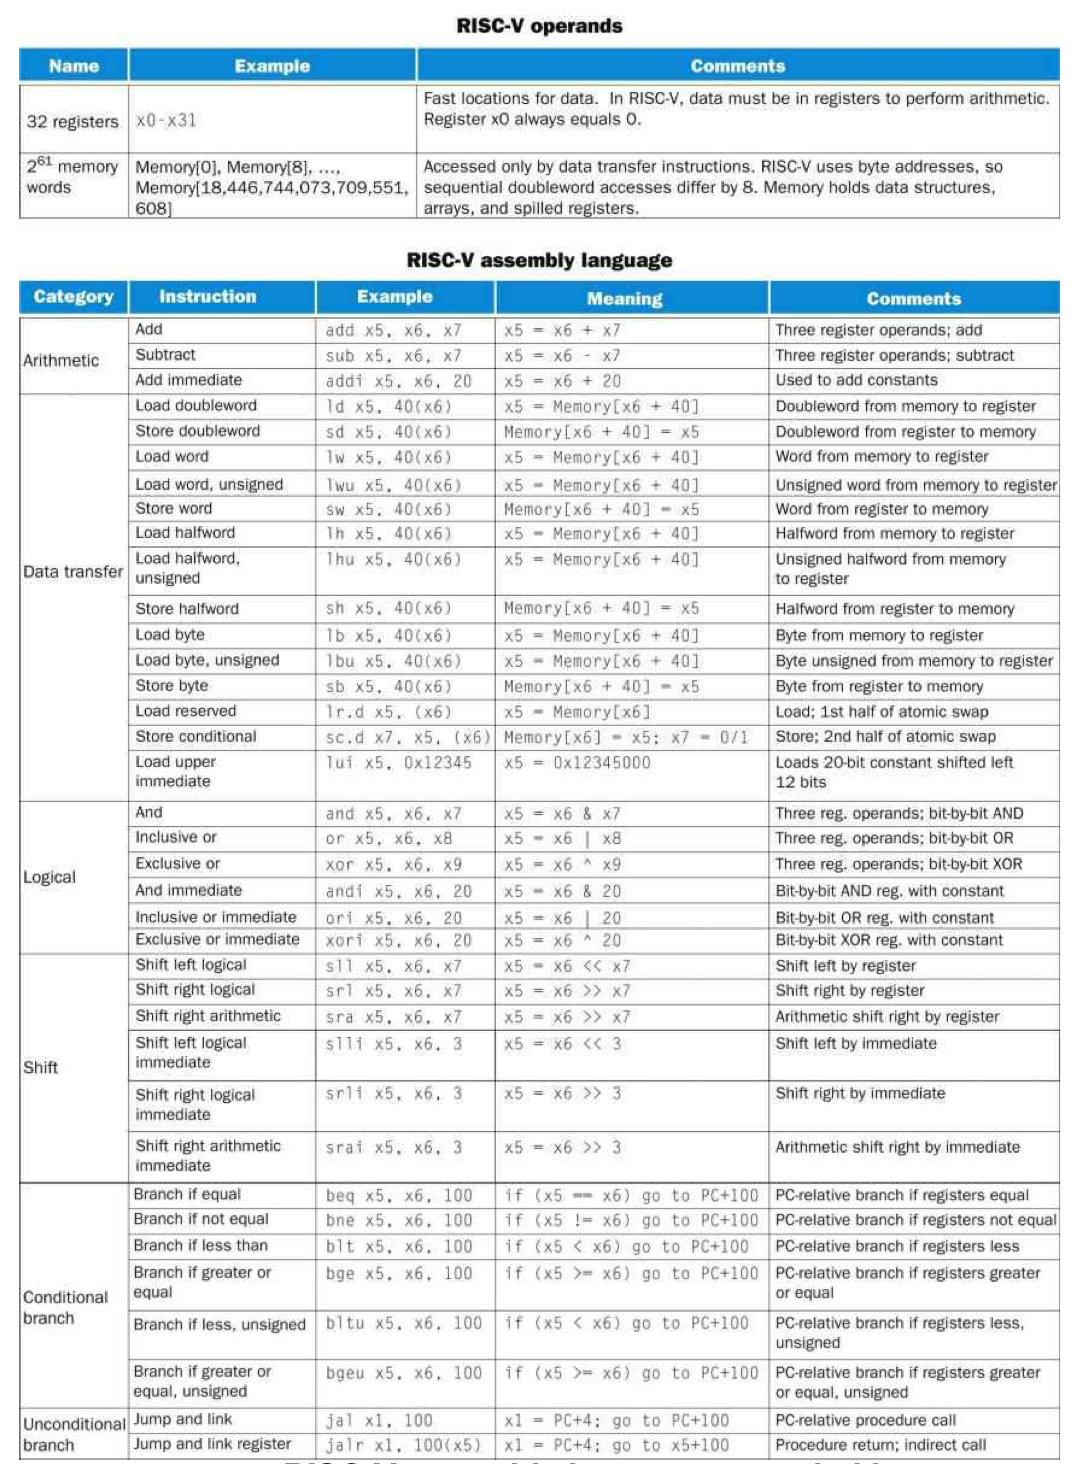 RISC-V operands
Name Example Comments
32 registers x0-x31 Fast locations for data. In RISC-V, data must be in registers to perform arithmetic.
Register x0 always equals 0.
2^61 memory Memory[0], Memory[8], ..., Accessed only by data transfer instructions. RISC-V uses byte addresses, so
words Memory[18,446,744,073,709,551, sequential doubleword accesses differ by 8. Memory holds data structures,
608] arrays, and spilled registers.
RISC-V assembly language
Category Instruction Example Meaning Comments
Arithmetic
Add add x5, x6, x7 x5 = x6 + x7 Three register operands; add
Subtract sub x5, x6, x7 x5 = x6 - x7 Three register operands; subtract
Add immediate addi x5, x6, 20 x5 = x6 + 20 Used to add constants
Data transfer
Load doubleword ld x5, 40(x6) x5 = Memory[x6 + 40] Doubleword from memory to register
Store doubleword sd x5, 40(x6) Memory[x6 + 40] = x5 Doubleword from register to memory
Load word lw x5, 40(x6) x5 = Memory[x6 + 40] Word from memory to register
Load word, unsigned lwu x5, 40(x6) x5 = Memory[x6 + 40] Unsigned word from memory to register
Store word sw x5, 40(x6) Memory[x6 + 40] = x5 Word from register to memory
Load halfword lh x5, 40(x6) x5 = Memory[x6 + 40] Halfword from memory to register
Load halfword, lhu x5, 40(x6) x5 = Memory[x6 + 40] Unsigned halfword from memory
unsigned to register
Store halfword sh x5, 40(x6) Memory[x6 + 40] = x5 Halfword from register to memory
Load byte lb x5, 40(x6) x5 = Memory[x6 + 40] Byte from memory to register
Load byte, unsigned lbu x5, 40(x6) x5 = Memory[x6 + 40] Byte unsigned from memory to register
Store byte sb x5, 40(x6) Memory[x6 + 40] = x5 Byte from register to memory
Load reserved lr.d x5, (x6) x5 = Memory[x6] Load; 1st half of atomic swap
Store conditional sc.d x7, x5, (x6) Memory[x6] = x5; x7 = 0/1 Store; 2nd half of atomic swap
Load upper lui x5, 0x12345 x5 = 0x12345000 Loads 20-bit constant shifted left
immediate 12 bits
Logical
And and x5, x6, x7 x5 = x6 & x7 Three reg. operands; bit-by-bit AND
Inclusive or or x5, x6, x8 x5 = x6 | x8 Three reg. operands; bit-by-bit OR
Exclusive or xor x5, x6, x9 x5 = x6 ^ x9 Three reg. operands; bit-by-bit XOR
And immediate andi x5, x6, 20 x5 = x6 & 20 Bit-by-bit AND reg. with constant
Inclusive or immediate ori x5, x6, 20 x5 = x6 | 20 Bit-by-bit OR reg. with constant
Exclusive or immediate xori x5, x6, 20 x5 = x6 ^ 20 Bit-by-bit XOR reg. with constant
Shift
Shift left logical sll x5, x6, x7 x5 = x6 << x7 Shift left by register
Shift right logical srl x5, x6, x7 x5 = x6 >> x7 Shift right by register
Shift right arithmetic sra x5, x6, x7 x5 = x6 >> x7 Arithmetic shift right by register
Shift left logical slli x5, x6, 3 x5 = x6 << 3 Shift left by immediate
immediate
Shift right logical srli x5, x6, 3 x5 = x6 >> 3 Shift right by immediate
immediate
Shift right arithmetic srai x5, x6, 3 x5 = x6 >> 3 Arithmetic shift right by immediate
immediate
Conditional
branch
Branch if equal beq x5, x6, 100 if (x5 == x6) go to PC+100 PC-relative branch if registers equal
Branch if not equal bne x5, x6, 100 if (x5 != x6) go to PC+100 PC-relative branch if registers not equal
Branch if less than blt x5, x6, 100 if (x5 < x6) go to PC+100 PC-relative branch if registers less
Branch if greater or bge x5, x6, 100 if (x5 >= x6) go to PC+100 PC-relative branch if registers greater
equal or equal
Branch if less, unsigned bltu x5, x6, 100 if (x5 < x6) go to PC+100 PC-relative branch if registers less,
unsigned
Branch if greater or bgeu x5, x6, 100 if (x5 >= x6) go to PC+100 PC-relative branch if registers greater
equal, unsigned or equal, unsigned
Unconditional
branch
Jump and link jal x1, 100 x1 = PC+4; go to PC+100 PC-relative procedure call
Jump and link register jalr x1, 100(x5) x1 = PC+4; go to x5+100 Procedure return; indirect call